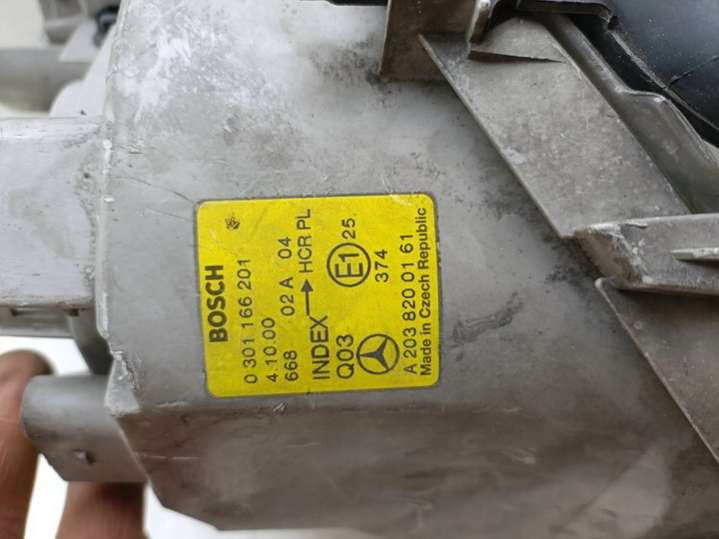 BOSCH
0 301 166 201
4.10.00
668 02 A 04
INDEX → HCR PL
Q03 E1 25
374
A 203 820 01 61
Made in Czech Republic